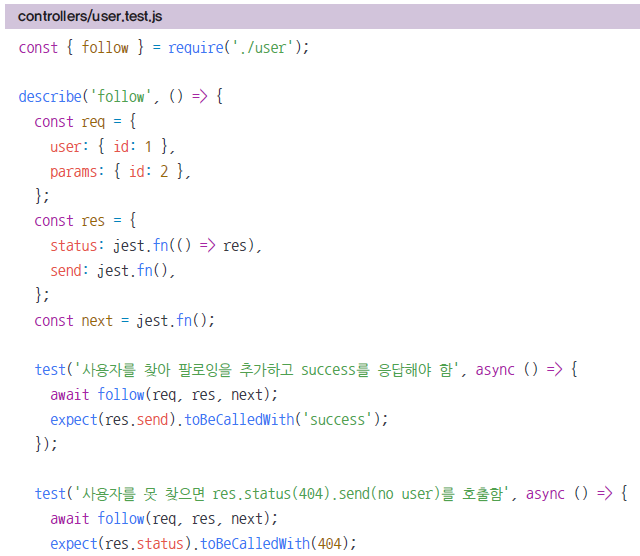 controllers/user.test.js
const { follow } = require('./user');
describe('follow', () => {
  const req = {
    user: { id: 1 },
    params: { id: 2 },
  };
  const res = {
    status: jest.fn(() => res),
    send: jest.fn(),
  };
  const next = jest.fn();
  test('사용자를 찾아 팔로잉을 추가하고 success를 응답해야 함', async () => {
    await follow(req, res, next);
    expect(res.send).toBeCalledWith('success');
  });
  test('사용자를 못 찾으면 res.status(404).send(no user)를 호출함', async () => {
    await follow(req, res, next);
    expect(res.status).toBeCalledWith(404);